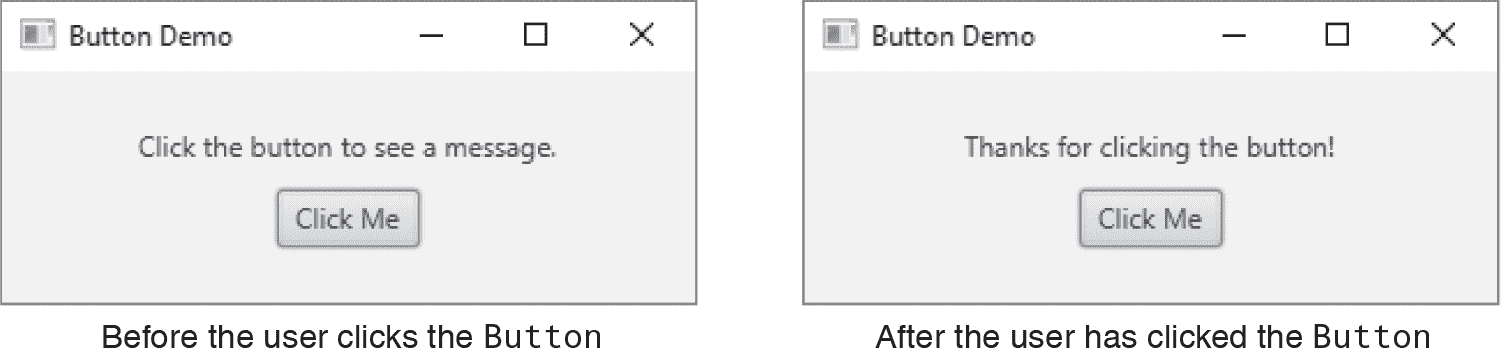 Button Demo
Click the button to see a message.
Click Me
Before the user clicks the Button
Button Demo
Thanks for clicking the button!
Click Me
After the user has clicked the Button